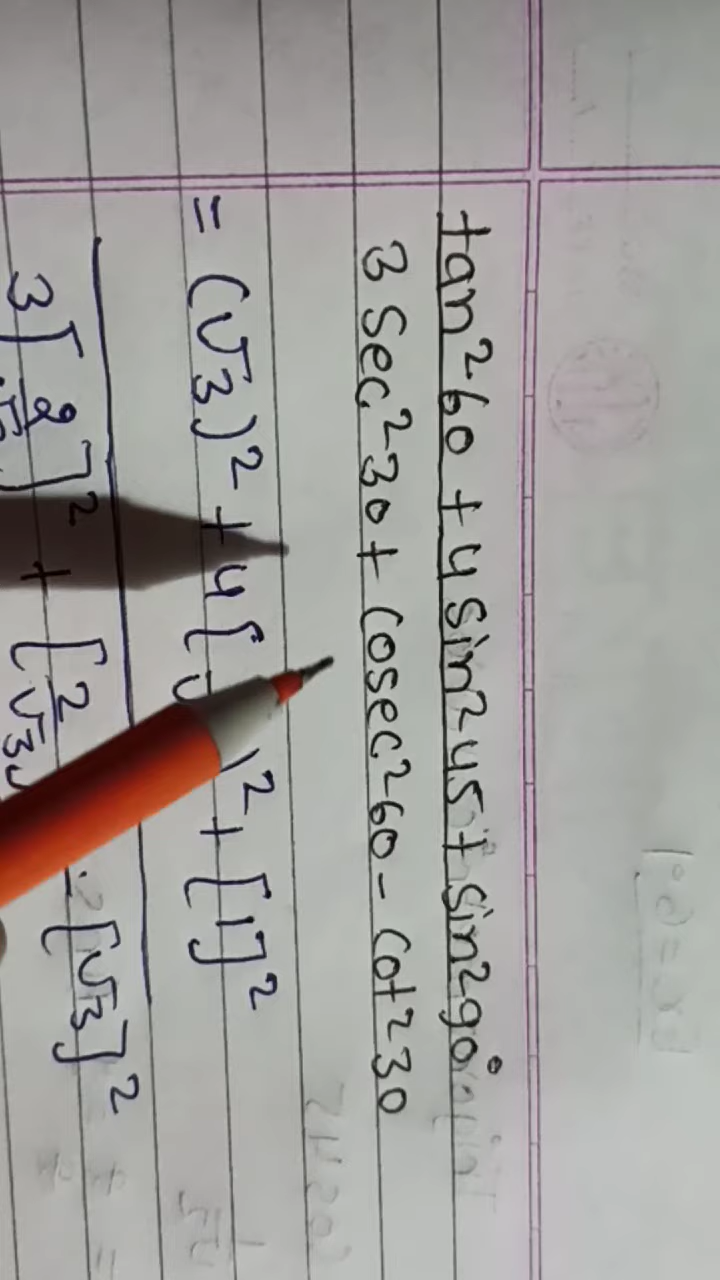 tan²60 + 4 sin²45 + sin²90°
3 sec²30 + cosec²60 - cot²30
= (√3)² + 4[ ]² + [1]²
3[2/√3]² + [2/√3] - [√3]²